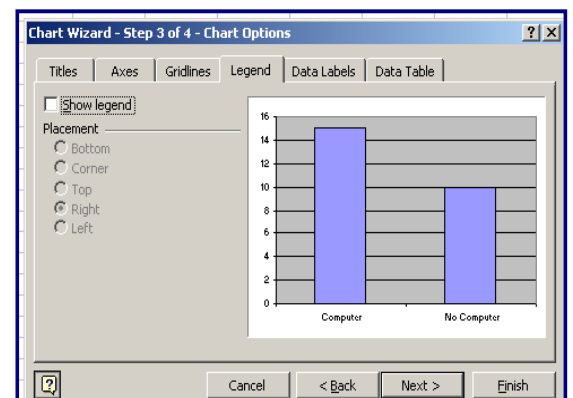 Chart Wizard - Step 3 of 4 - Chart Options
? x
Titles Axes Gridlines Legend Data Labels Data Table
Show legend
Placement
Bottom
Corner
Top
Right
Left
16
14
12
10
8
6
4
2
0
Computer No Computer
? Cancel < Back Next > Finish